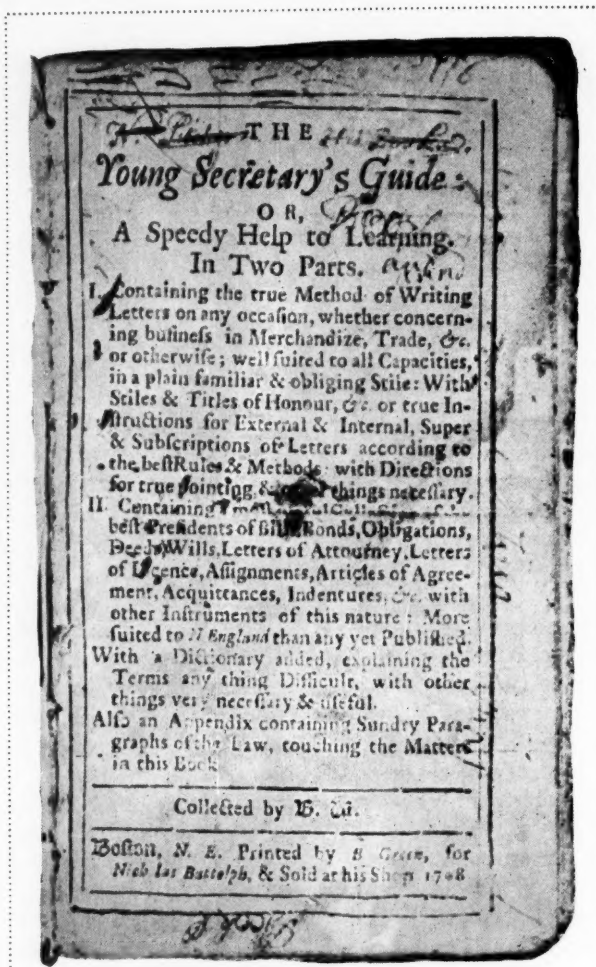 THE
Young Secretary's Guide:
OR,
A Speedy Help to Learning.
In Two Parts.
I. Containing the true Method of Writing
Letters on any occaſion, whether concern-
ing buſineſs in Merchandize, Trade, &c.
or otherwiſe; well ſuited to all Capacities,
in a plain familiar & obliging Stile: With
Stiles & Titles of Honour, &c. or true In-
ſtructions for External & Internal, Super
& Subſcriptions of Letters according to
the beſt Rules & Methods with Directions
for true Pointing, & things neceſſary.
II. Containing
beſt Preſidents of Bills, Bonds, Obligations,
Deeds, Wills, Letters of Attourney, Letters
of Licence, Aſſignments, Articles of Agree-
ment, Acquittances, Indentures, &c. with
other Inſtruments of this nature: More
ſuited to N England than any yet Publiſhed.
With a Dictionary added, explaining the
Terms any thing Difficult, with other
things very neceſſary & uſeful.
Alſo an Appendix containing Sundry Para-
graphs of the Law, touching the Matters
in this Book
Collected by
Boſton, N. E. Printed by B Green, for
Nicholas Buttolph, & Sold at his Shop 1708